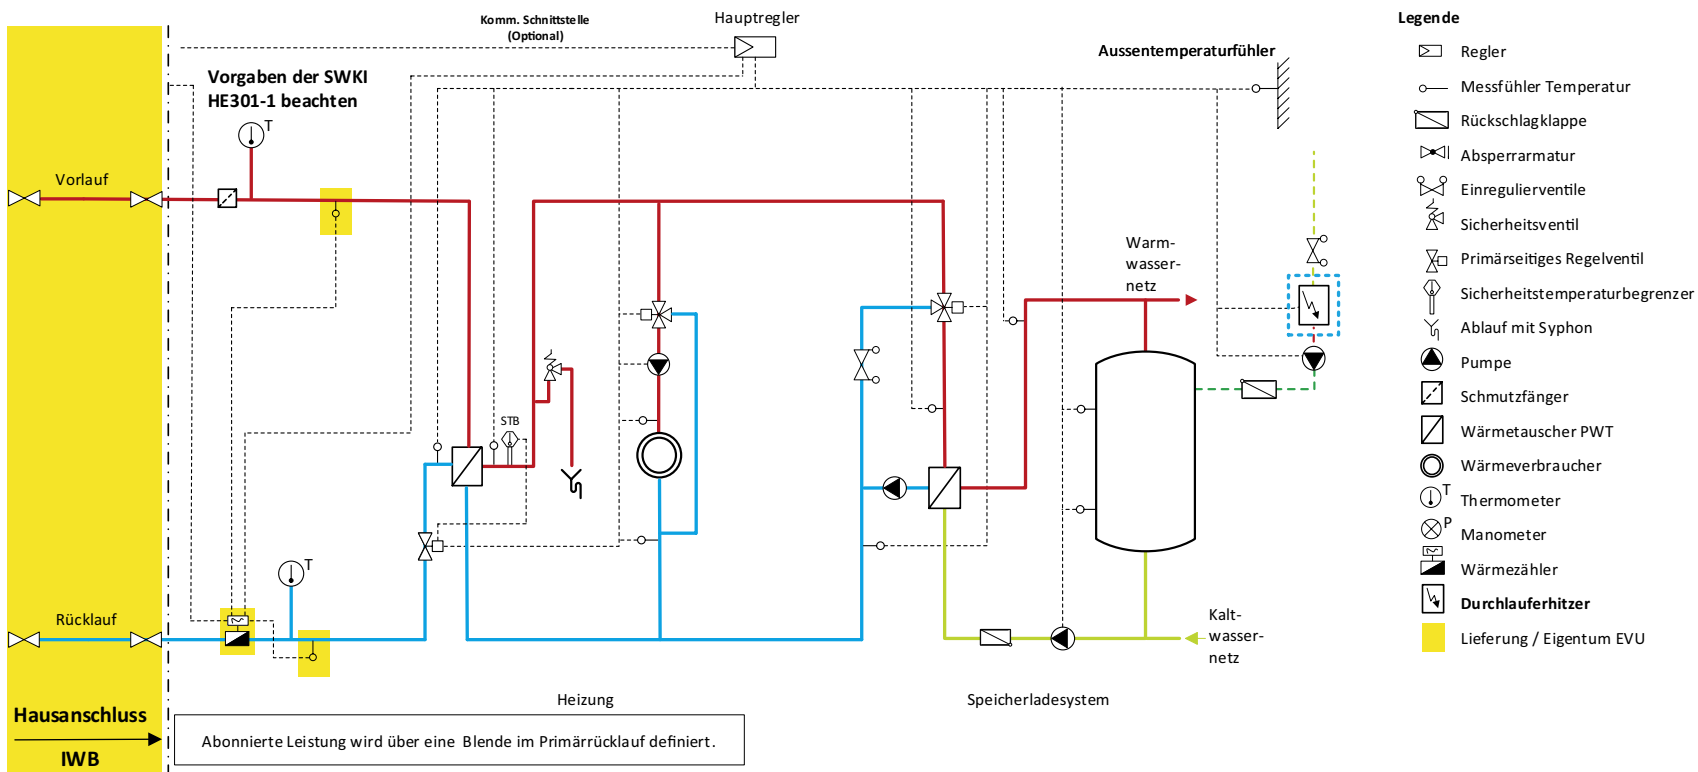 Komm. Schnittstelle
(Optional)
Hauptregler
Aussentemperaturfühler
Vorgaben der SWKI
HE301-1 beachten
T
Vorlauf
Warm-
wasser-
netz
STB
T
Rücklauf
Kalt-
wasser-
netz
Heizung
Speicherladesystem
Hausanschluss
IWB
Abonnierte Leistung wird über eine Blende im Primärrücklauf definiert.
Legende
Regler
Messfühler Temperatur
Rückschlagklappe
Absperrarmatur
Einregulierventile
Sicherheitsventil
Primärseitiges Regelventil
Sicherheitstemperaturbegrenzer
Ablauf mit Syphon
Pumpe
Schmutzfänger
Wärmetauscher PWT
Wärmeverbraucher
T Thermometer
P Manometer
Wärmezähler
Durchlauferhitzer
Lieferung / Eigentum EVU